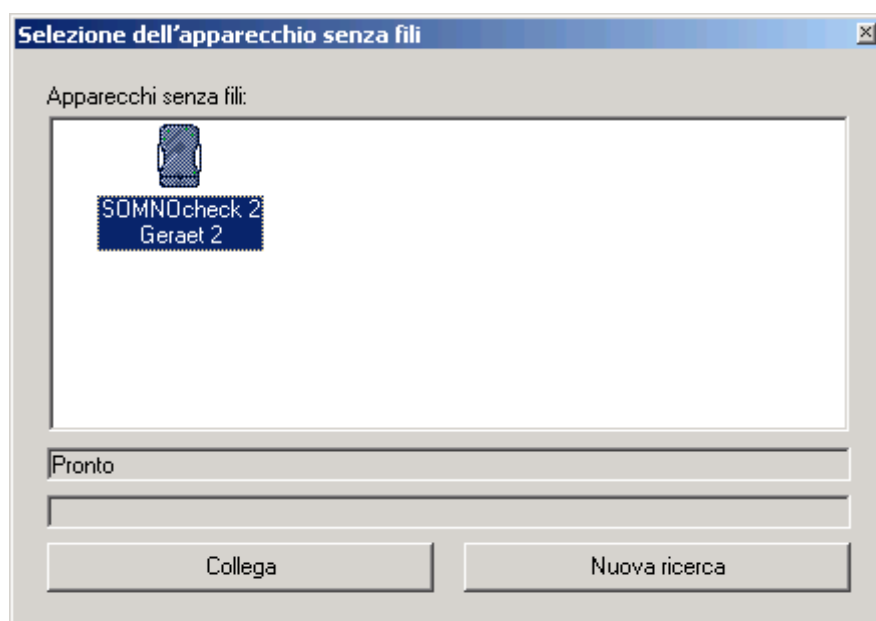 Selezione dell'apparecchio senza fili
Apparecchi senza fili:
SOMNOcheck 2
Geraet 2
Pronto
Collega
Nuova ricerca